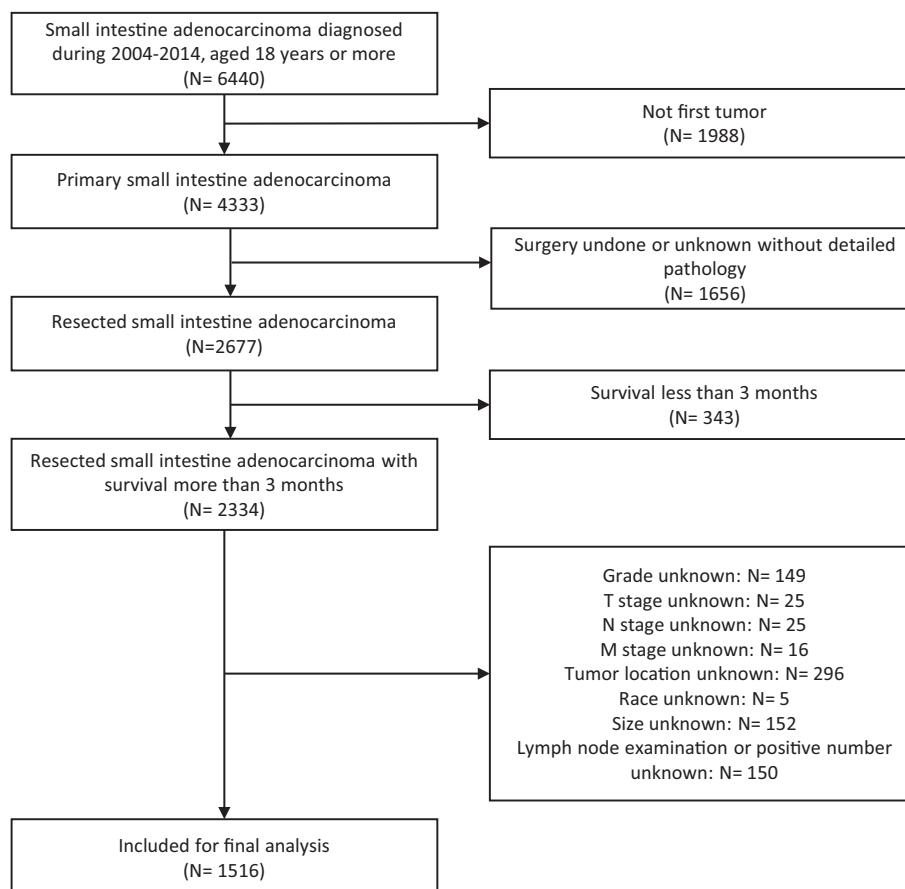 Small intestine adenocarcinoma diagnosed
during 2004-2014, aged 18 years or more
(N= 6440)
Not first tumor
(N= 1988)
Primary small intestine adenocarcinoma
(N= 4333)
Surgery undone or unknown without detailed
pathology
(N= 1656)
Resected small intestine adenocarcinoma
(N=2677)
Survival less than 3 months
(N= 343)
Resected small intestine adenocarcinoma with
survival more than 3 months
(N= 2334)
Grade unknown: N= 149
T stage unknown: N= 25
N stage unknown: N= 25
M stage unknown: N= 16
Tumor location unknown: N= 296
Race unknown: N= 5
Size unknown: N= 152
Lymph node examination or positive number
unknown: N= 150
Included for final analysis
(N= 1516)